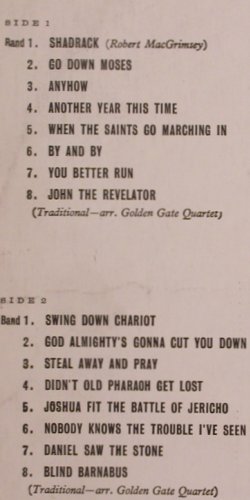 SIDE 1
Band 1. SHADRACK (Robert MacGrimsey)
2. GO DOWN MOSES
3. ANYHOW
4. ANOTHER YEAR THIS TIME
5. WHEN THE SAINTS GO MARCHING IN
6. BY AND BY
7. YOU BETTER RUN
8. JOHN THE REVELATOR
(Traditional—arr. Golden Gate Quartet)
SIDE 2
Band 1. SWING DOWN CHARIOT
2. GOD ALMIGHTY'S GONNA CUT YOU DOWN
3. STEAL AWAY AND PRAY
4. DIDN'T OLD PHARAOH GET LOST
5. JOSHUA FIT THE BATTLE OF JERICHO
6. NOBODY KNOWS THE TROUBLE I'VE SEEN
7. DANIEL SAW THE STONE
8. BLIND BARNABUS
(Traditional—arr. Golden Gate Quartet)